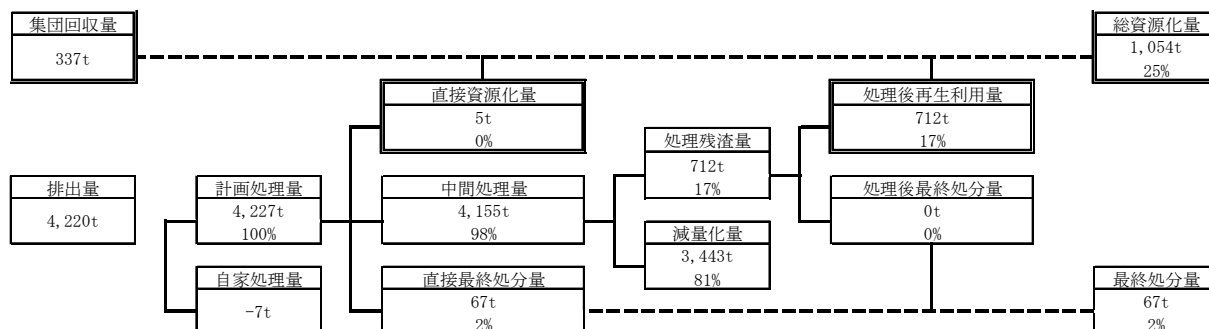 集団回収量
337t
総資源化量
1,054t
25%
直接資源化量
5t
0%
処理後再生利用量
712t
17%
処理残渣量
712t
17%
排出量
4,220t
計画処理量
4,227t
100%
中間処理量
4,155t
98%
処理後最終処分量
0t
0%
減量化量
3,443t
81%
自家処理量
-7t
直接最終処分量
67t
2%
最終処分量
67t
2%